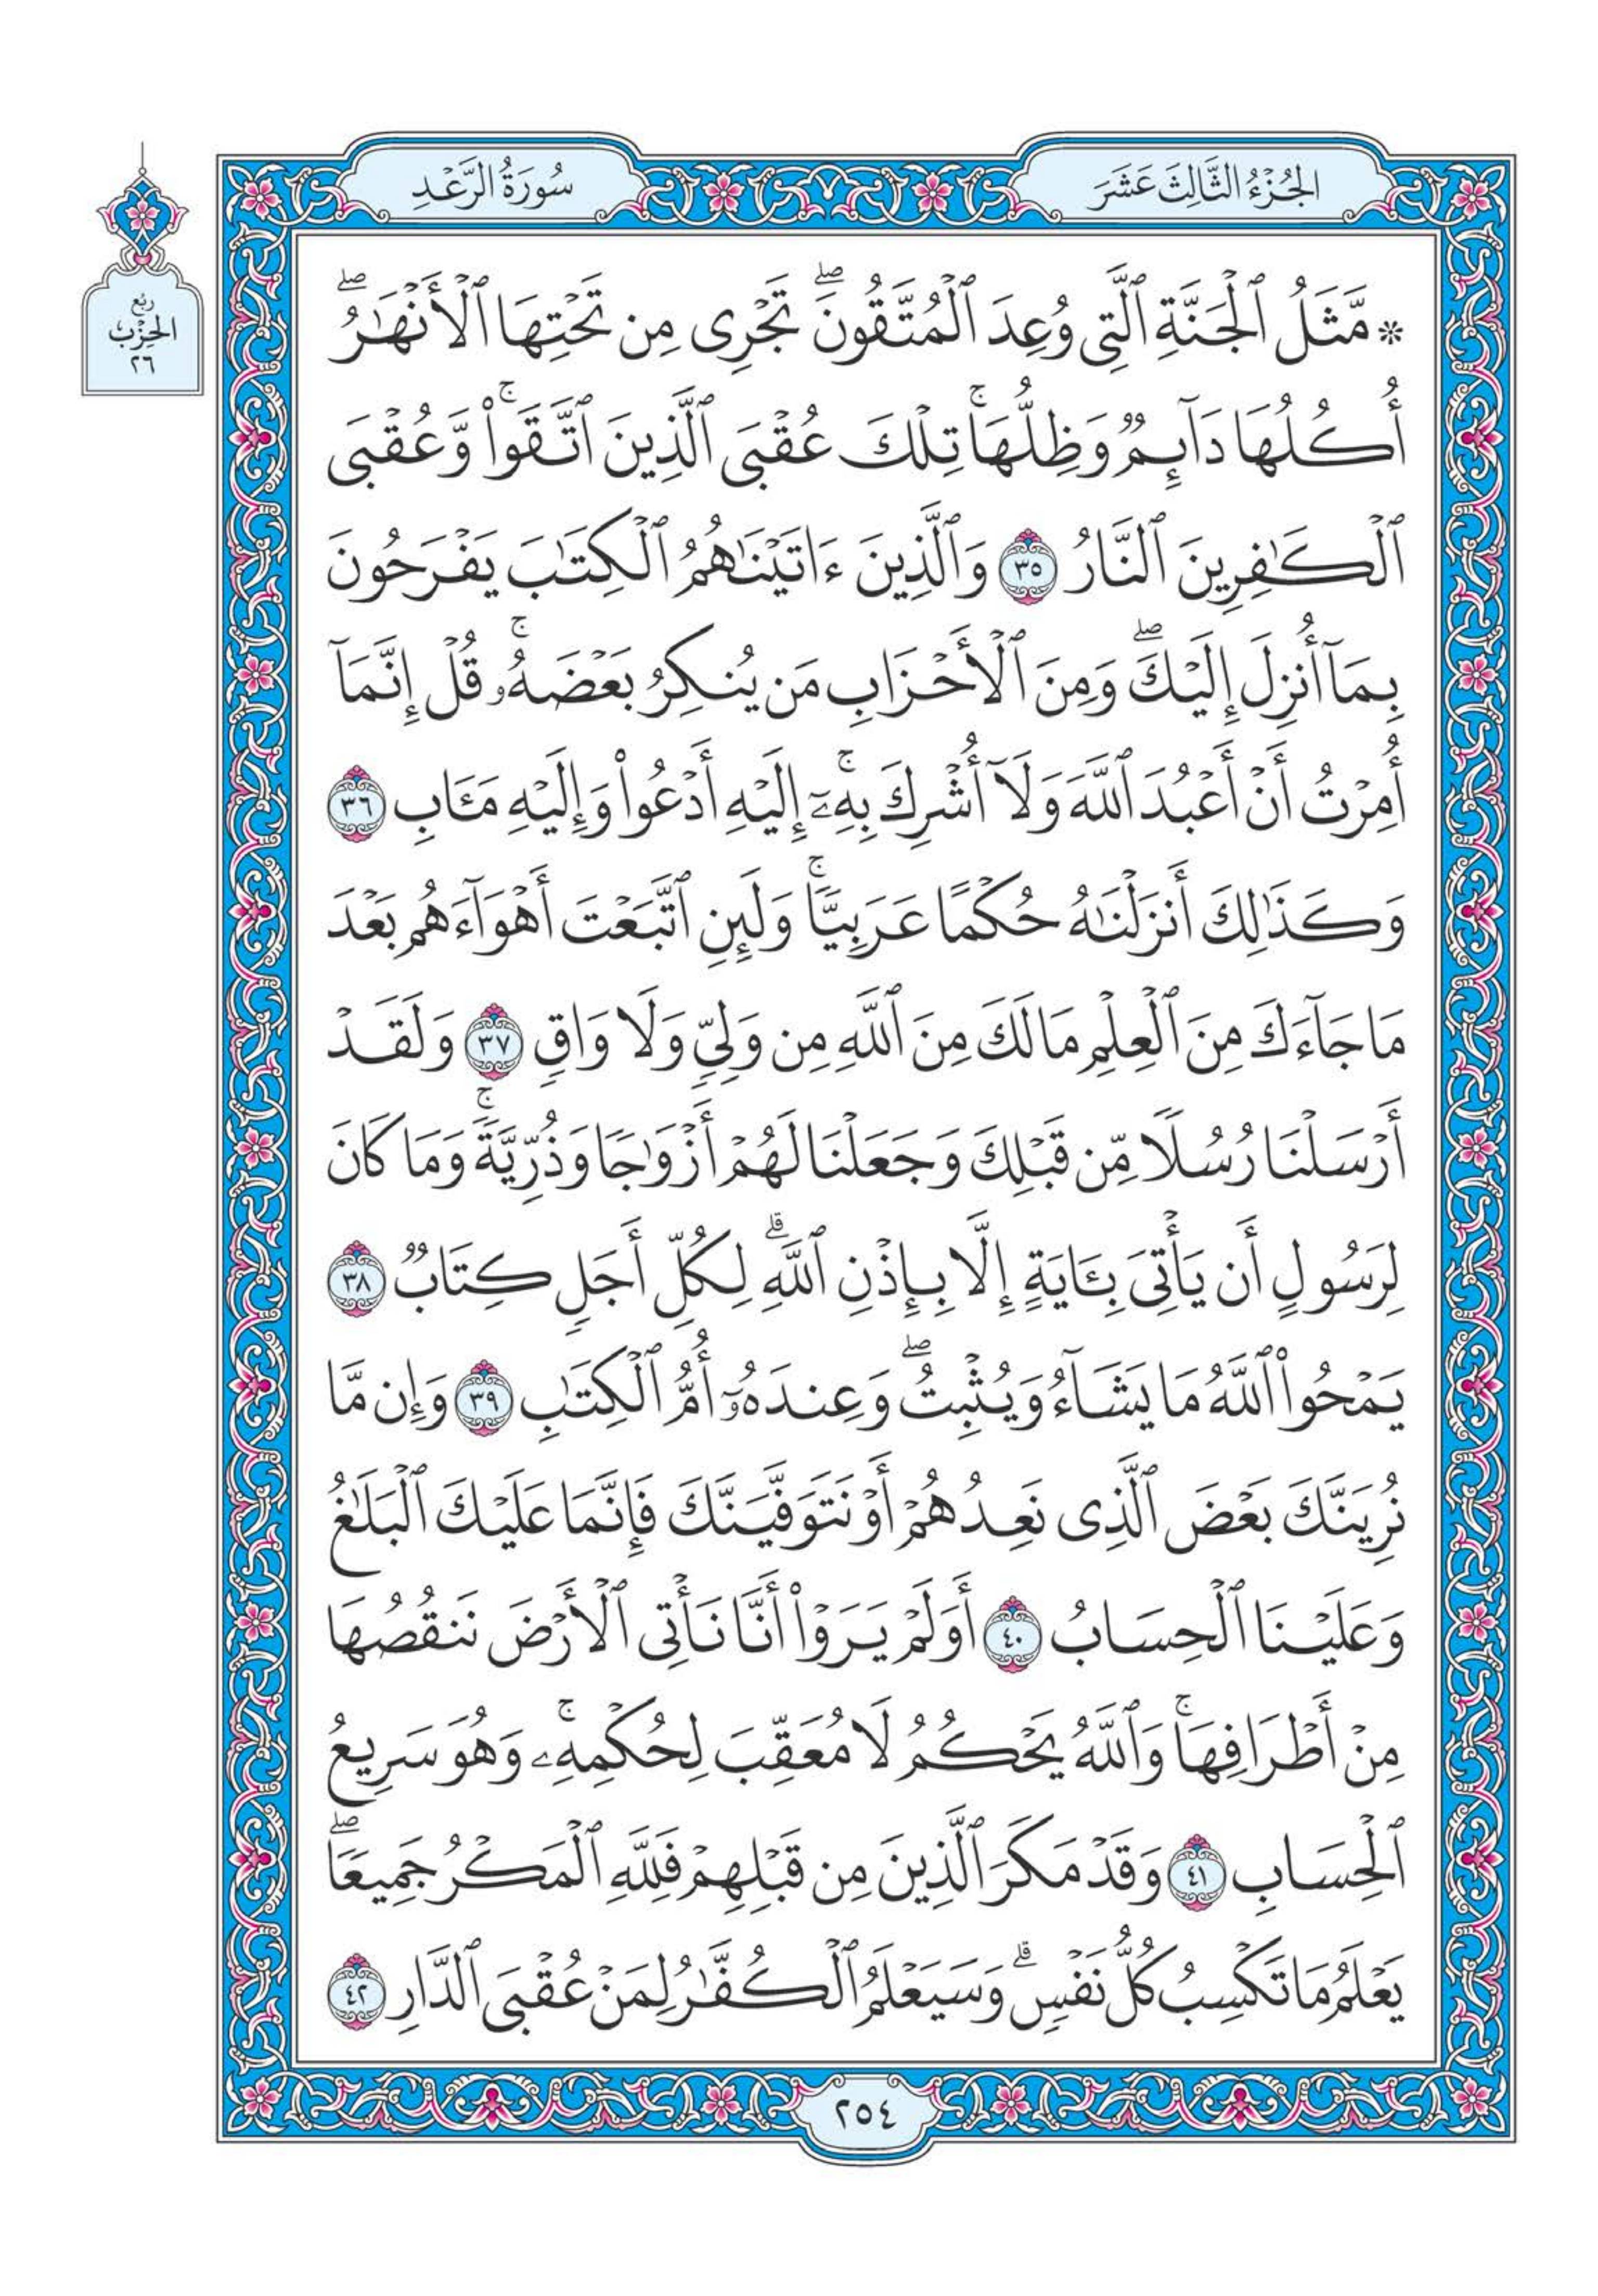 الجُزْءُ الثَّالِثَ عَشَرَ
سُورَةُ الرَّعْدِ
رُبْع
الحِزْب
٢٦
۞ مَّثَلُ ٱلْجَنَّةِ ٱلَّتِى وُعِدَ ٱلْمُتَّقُونَ ۖ تَجْرِى مِن تَحْتِهَا ٱلْأَنْهَٰرُ ۖ
أُكُلُهَا دَآئِمٌ وَظِلُّهَا ۚ تِلْكَ عُقْبَى ٱلَّذِينَ ٱتَّقَوا۟ ۚ وَّعُقْبَى
ٱلْكَٰفِرِينَ ٱلنَّارُ ٣٥ وَٱلَّذِينَ ءَاتَيْنَٰهُمُ ٱلْكِتَٰبَ يَفْرَحُونَ
بِمَآ أُنزِلَ إِلَيْكَ ۖ وَمِنَ ٱلْأَحْزَابِ مَن يُنكِرُ بَعْضَهُۥ ۚ قُلْ إِنَّمَآ
أُمِرْتُ أَنْ أَعْبُدَ ٱللَّهَ وَلَآ أُشْرِكَ بِهِۦٓ ۚ إِلَيْهِ أَدْعُوا۟ وَإِلَيْهِ مَـَٔابِ ٣٦
وَكَذَٰلِكَ أَنزَلْنَٰهُ حُكْمًا عَرَبِيًّا ۚ وَلَئِنِ ٱتَّبَعْتَ أَهْوَآءَهُم بَعْدَ
مَا جَآءَكَ مِنَ ٱلْعِلْمِ مَا لَكَ مِنَ ٱللَّهِ مِن وَلِىٍّ وَلَا وَاقٍ ٣٧ وَلَقَدْ
أَرْسَلْنَا رُسُلًا مِّن قَبْلِكَ وَجَعَلْنَا لَهُمْ أَزْوَٰجًا وَذُرِّيَّةً ۚ وَمَا كَانَ
لِرَسُولٍ أَن يَأْتِىَ بِـَٔايَةٍ إِلَّا بِإِذْنِ ٱللَّهِ ۗ لِكُلِّ أَجَلٍ كِتَابٌ ٣٨
يَمْحُوا۟ ٱللَّهُ مَا يَشَآءُ وَيُثْبِتُ ۖ وَعِندَهُۥٓ أُمُّ ٱلْكِتَٰبِ ٣٩ وَإِن مَّا
نُرِيَنَّكَ بَعْضَ ٱلَّذِى نَعِدُهُمْ أَوْ نَتَوَفَّيَنَّكَ فَإِنَّمَا عَلَيْكَ ٱلْبَلَٰغُ
وَعَلَيْنَا ٱلْحِسَابُ ٤٠ أَوَلَمْ يَرَوْا۟ أَنَّا نَأْتِى ٱلْأَرْضَ نَنقُصُهَا
مِنْ أَطْرَافِهَا ۚ وَٱللَّهُ يَحْكُمُ لَا مُعَقِّبَ لِحُكْمِهِۦ ۚ وَهُوَ سَرِيعُ
ٱلْحِسَابِ ٤١ وَقَدْ مَكَرَ ٱلَّذِينَ مِن قَبْلِهِمْ فَلِلَّهِ ٱلْمَكْرُ جَمِيعًا ۖ
يَعْلَمُ مَا تَكْسِبُ كُلُّ نَفْسٍ ۗ وَسَيَعْلَمُ ٱلْكُفَّٰرُ لِمَنْ عُقْبَى ٱلدَّارِ ٤٢
٢٥٤